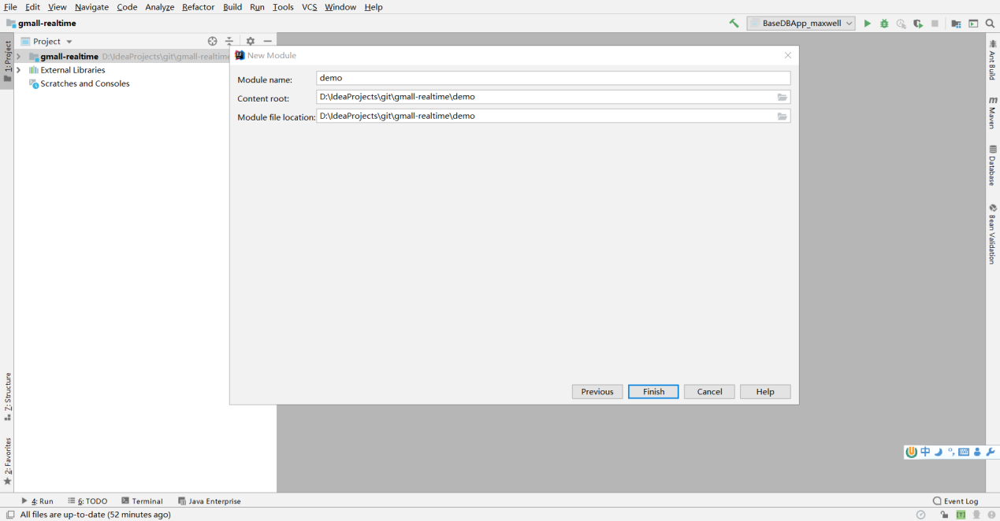 File Edit View Navigate Code Analyze Refactor Build Run Tools VCS Window Help
gmall-realtime
BaseDBApp_maxwell
Project
gmall-realtime D:\IdeaProjects\git\gmall-realtime
External Libraries
Scratches and Consoles
New Module
Module name: demo
Content root: D:\IdeaProjects\git\gmall-realtime\demo
Module file location: D:\IdeaProjects\git\gmall-realtime\demo
Previous Finish Cancel Help
1: Project
7: Structure
2: Favorites
Ant Build
m Maven
Database
Bean Validation
中
4: Run 6: TODO Terminal Java Enterprise Event Log
All files are up-to-date (52 minutes ago)
[T]